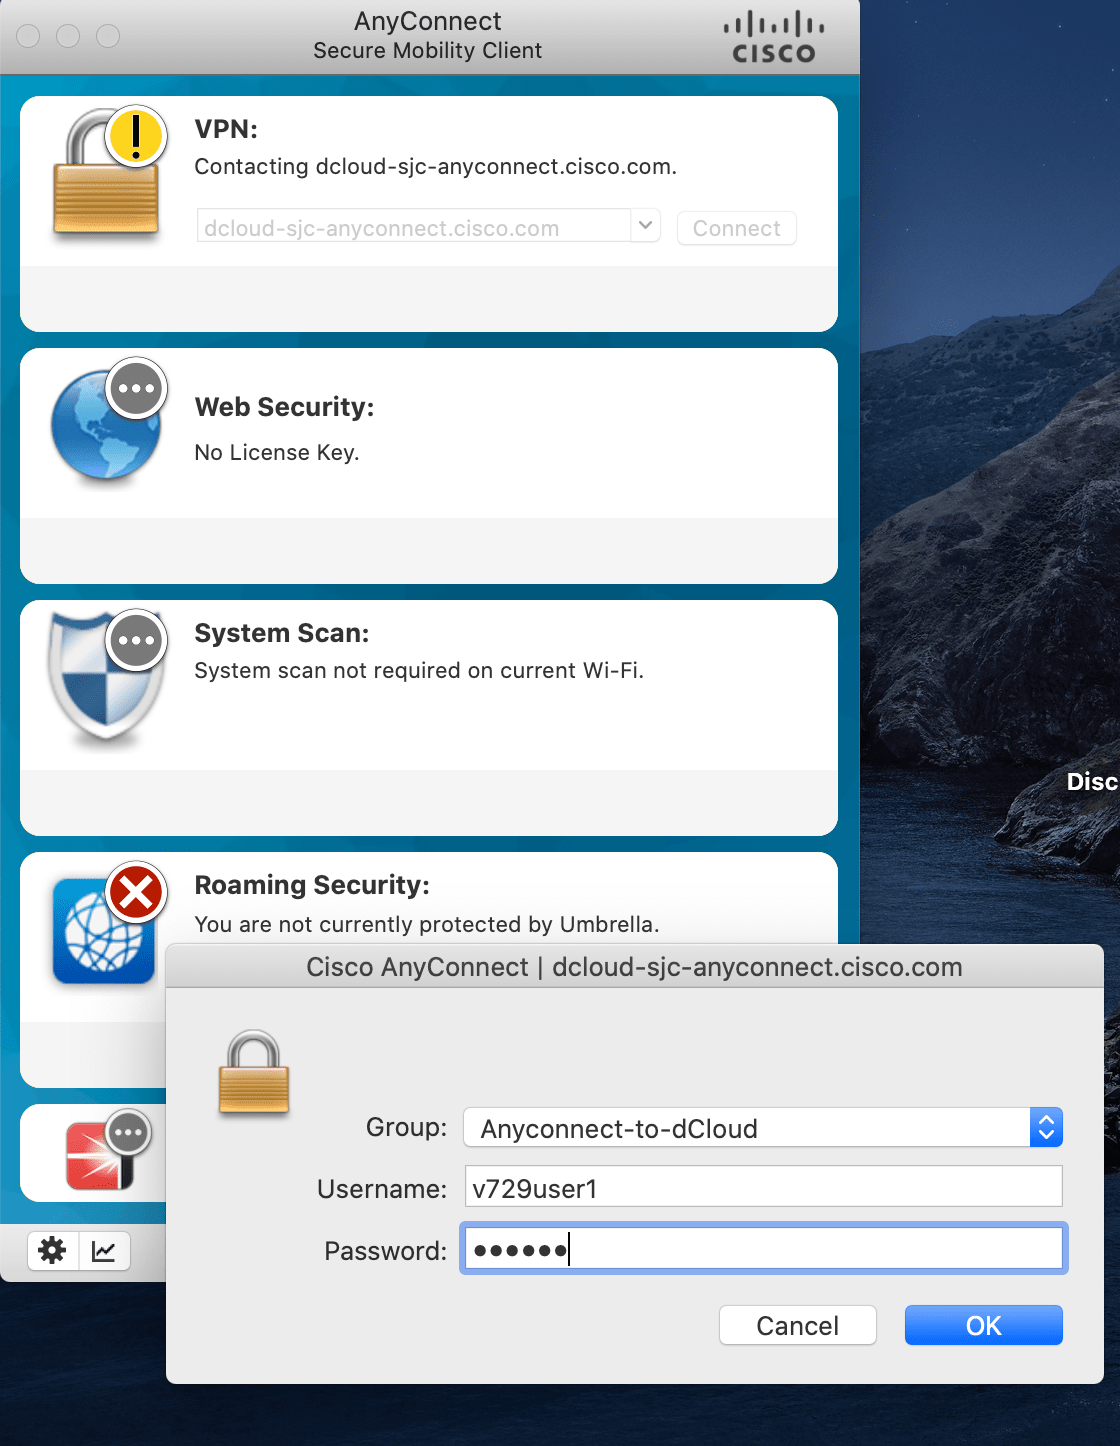 AnyConnect
Secure Mobility Client
CISCO
VPN:
Contacting dcloud-sjc-anyconnect.cisco.com.
dcloud-sjc-anyconnect.cisco.com
Connect
Web Security:
No License Key.
System Scan:
System scan not required on current Wi-Fi.
Disc
Roaming Security:
You are not currently protected by Umbrella.
Cisco AnyConnect | dcloud-sjc-anyconnect.cisco.com
Group: Anyconnect-to-dCloud
Username: v729user1
Password: ••••••
Cancel
OK